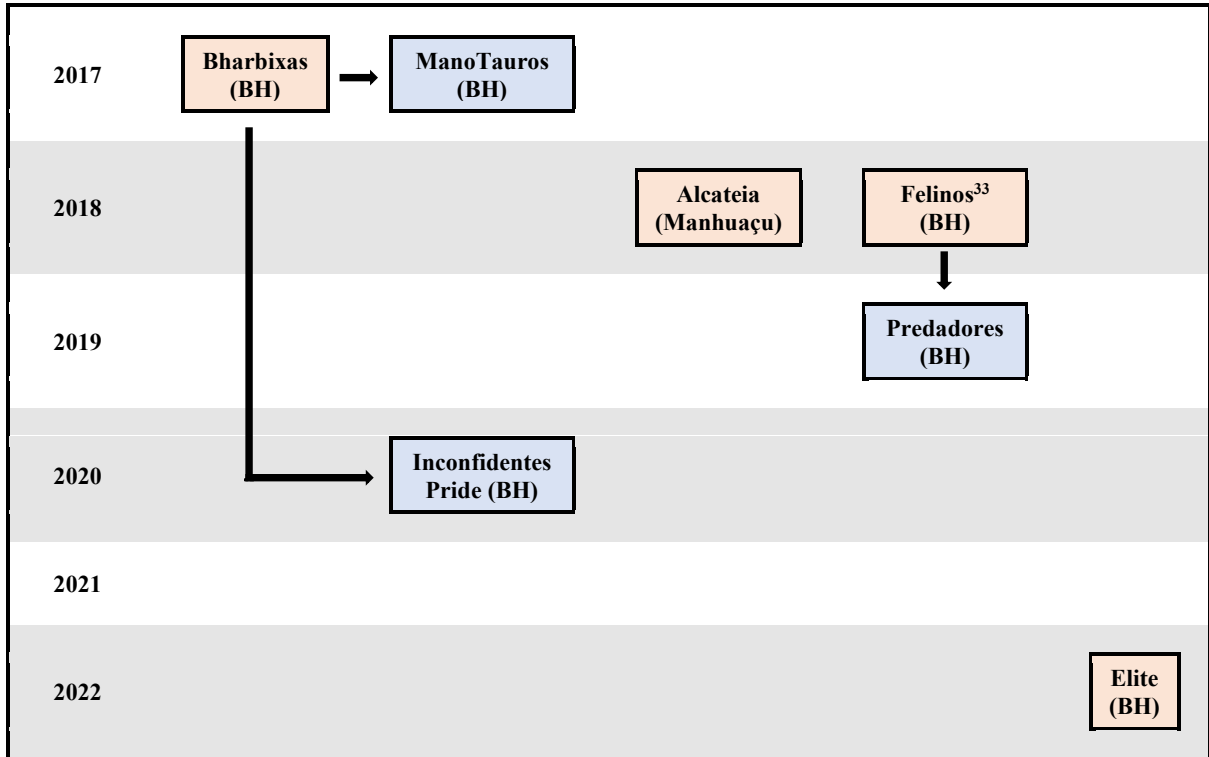 2017
Bharbixas
(BH)
ManoTauros
(BH)
2018
Alcateia
(Manhuaçu)
Felinos³³
(BH)
2019
Predadores
(BH)
2020
Inconfidentes
Pride (BH)
2021
2022
Elite
(BH)